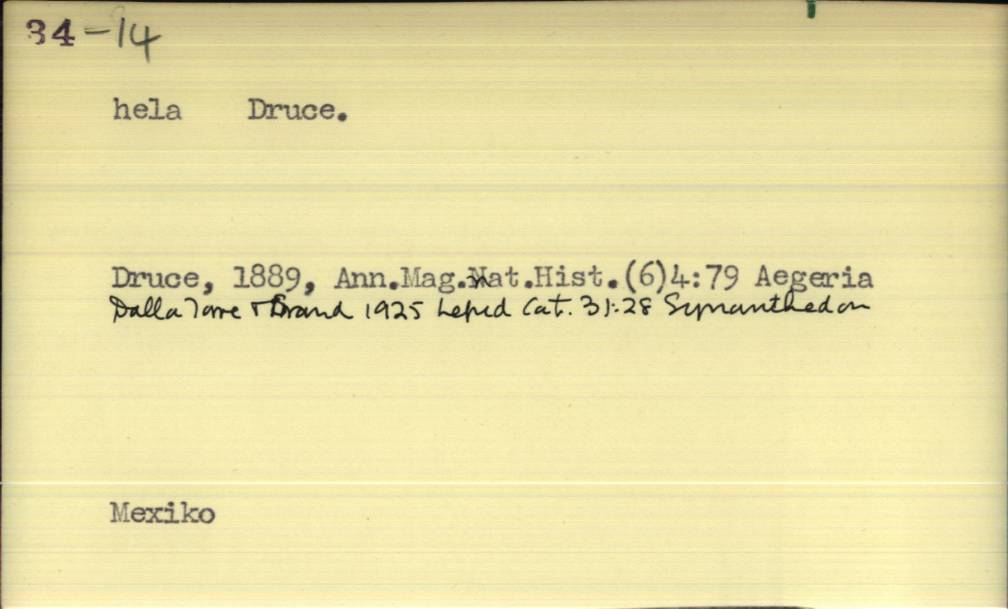 34-14
hela Druce.
Druce, 1889, Ann.Mag.Nat.Hist.(6)4:79 Aegeria
Dalla Torre & Strand 1925 Lepid Cat. 31:28 Synanthedon
Mexiko